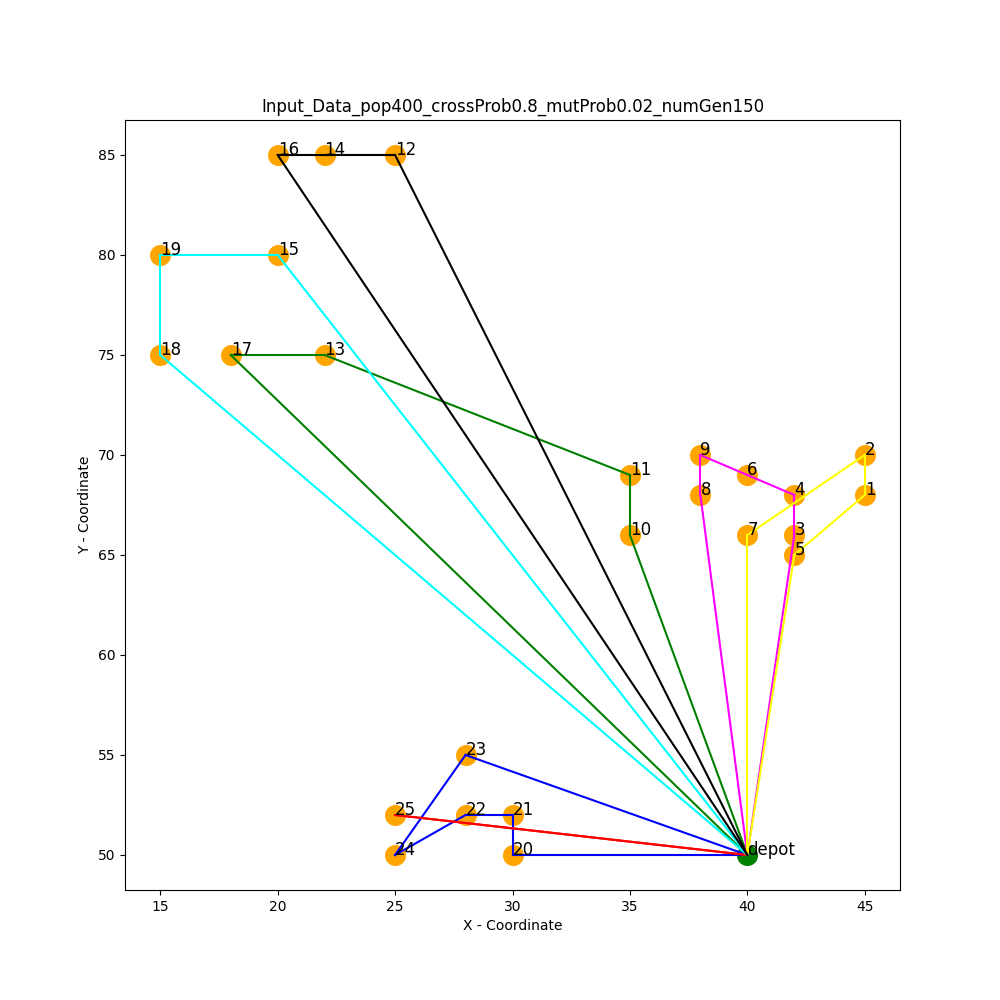 Input_Data_pop400_crossProb0.8_mutProb0.02_numGen150
85
16 14 12
80
19 15
75
18 17 13
70
9 2
11 6
8 4 1
10 7 3
65
5
60
55
23
25 22 21
50
24 20 depot
15 20 25 30 35 40 45
Y - Coordinate
X - Coordinate